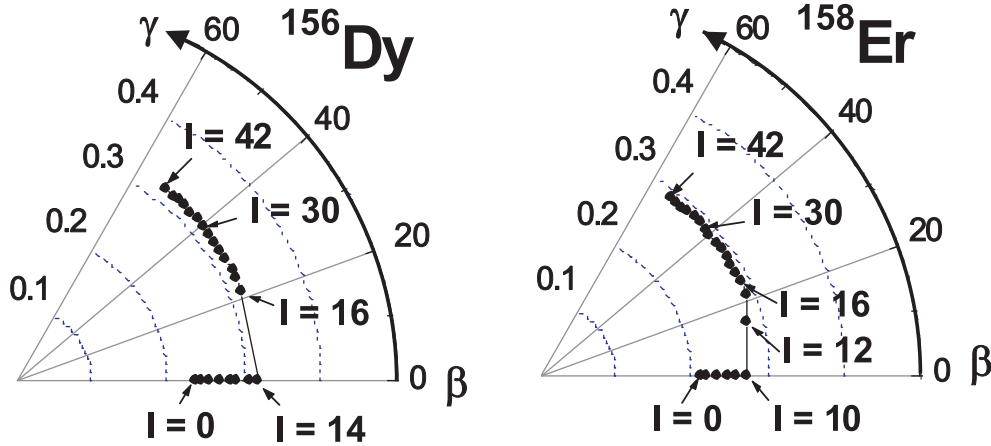 γ
60
¹⁵⁶Dy
0.4
40
I = 42
0.3
I = 30
0.2
20
0.1
I = 16
0
β
I = 0
I = 14
γ
60
¹⁵⁸Er
0.4
40
I = 42
0.3
I = 30
0.2
20
0.1
I = 16
I = 12
0
β
I = 0
I = 10